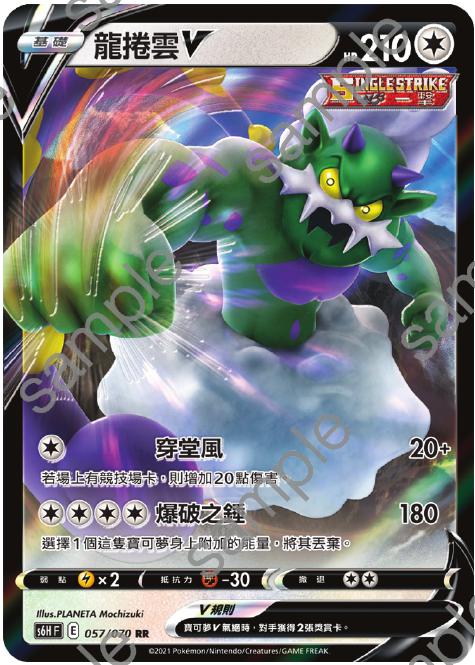 基礎 龍捲雲V HP 210
SINGLE STRIKE
一擊
穿堂風 20+
若場上有競技場卡,則增加20點傷害。
爆破之錘 180
選擇1個這隻寶可夢身上附加的能量,將其丟棄。
弱點 ×2 抵抗力 -30 撤退
Illus.PLANETA Mochizuki
s6H F E 057/070 RR
V規則
寶可夢V氣絕時,對手獲得2張獎賞卡。
©2021 Pokémon/Nintendo/Creatures/GAME FREAK
sample
sample
sample
sample
sample
sample
sample